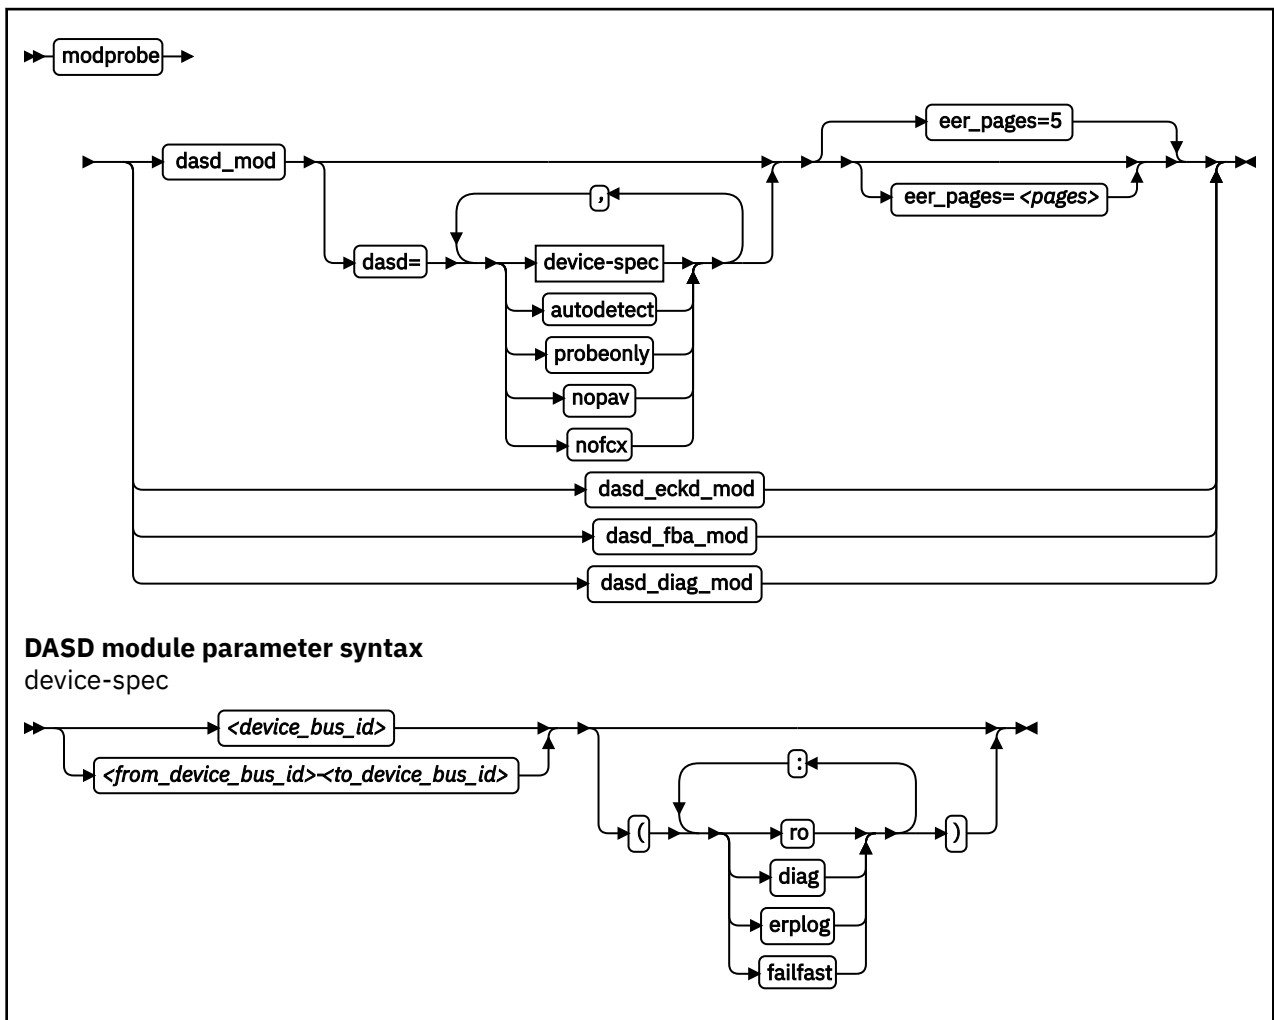 modprobe
eer_pages=5
dasd_mod
eer_pages= <pages>
,
dasd=
device-spec
autodetect
probeonly
nopav
nofcx
dasd_eckd_mod
dasd_fba_mod
dasd_diag_mod
DASD module parameter syntax
device-spec
<device_bus_id>
<from_device_bus_id>-<to_device_bus_id>
:
( ro )
diag
erplog
failfast